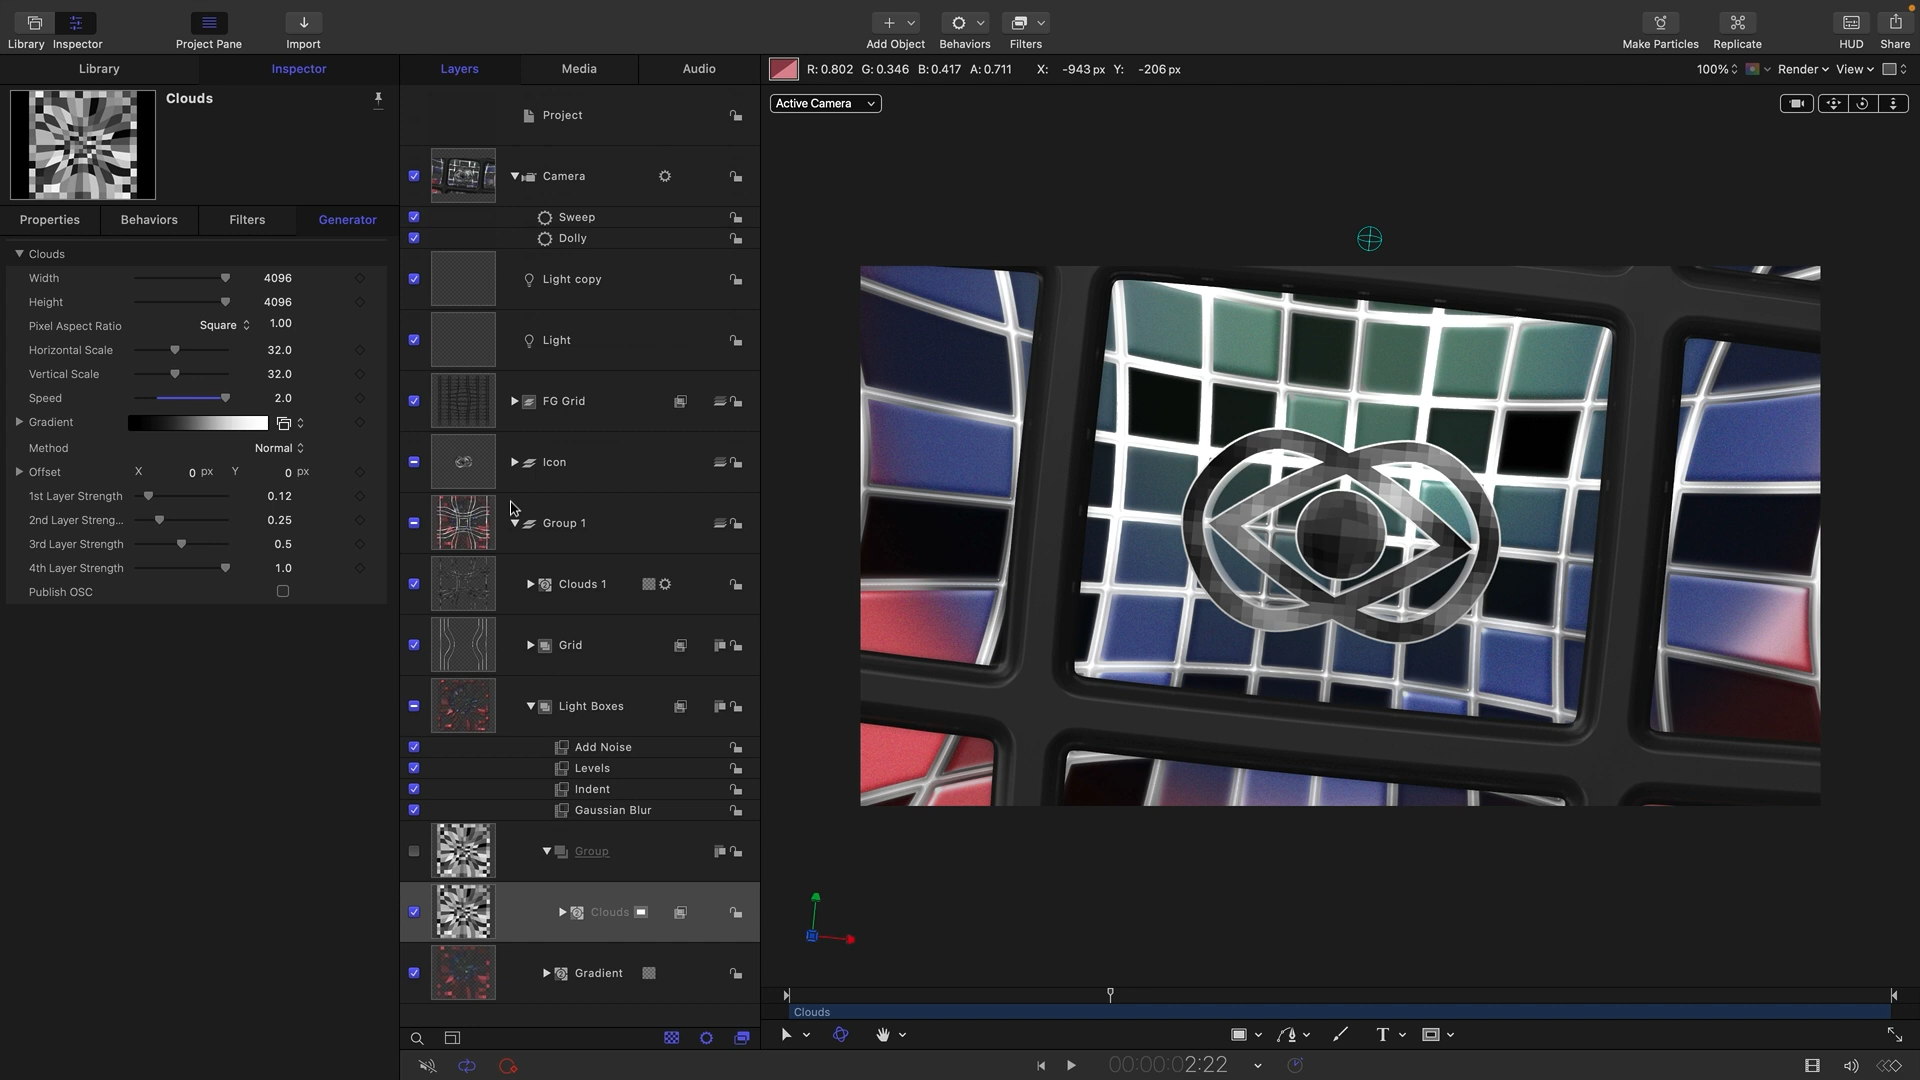 Library
Inspector
Project Pane
Import
Add Object
Behaviors
Filters
Make Particles
Replicate
HUD
Share
Library
Inspector
Layers
Media
Audio
R: 0.802 G: 0.346 B: 0.417 A: 0.711 X: -943 px Y: -206 px
100%
Render
View
Clouds
Active Camera
Properties
Behaviors
Filters
Generator
Clouds
Width 4096
Height 4096
Pixel Aspect Ratio Square 1.00
Horizontal Scale 32.0
Vertical Scale 32.0
Speed 2.0
Gradient
Method Normal
Offset X 0 px Y 0 px
1st Layer Strength 0.12
2nd Layer Streng... 0.25
3rd Layer Strength 0.5
4th Layer Strength 1.0
Publish OSC
Project
Camera
Sweep
Dolly
Light copy
Light
FG Grid
Icon
Group 1
Clouds 1
Grid
Light Boxes
Add Noise
Levels
Indent
Gaussian Blur
Group
Clouds
Gradient
Clouds
T
00:00:02:22